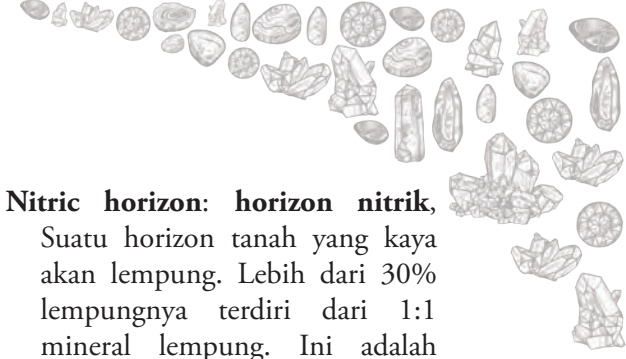 Nitric horizon: horizon nitrik,
Suatu horizon tanah yang kaya
akan lempung. Lebih dari 30%
lempungnya terdiri dari 1:1
mineral lempung. Ini adalah